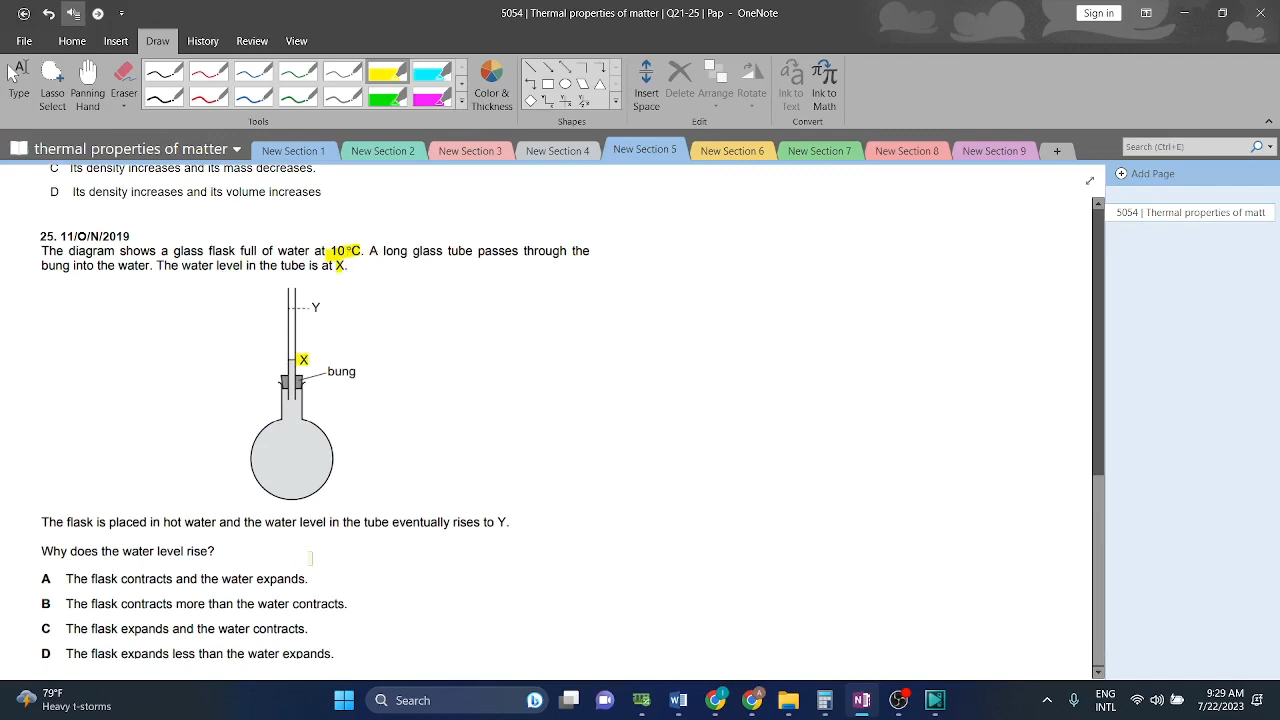 5054 | Thermal properties of matter | Q21-25 | Pap - OneNote
Sign in
File
Home
Insert
Draw
History
Review
View
Type
Lasso
Select
Panning
Hand
Eraser
Color &
Thickness
Insert
Space
Delete
Arrange
Rotate
Ink to
Text
Ink to
Math
Tools
Shapes
Edit
Convert
thermal properties of matter
New Section 1
New Section 2
New Section 3
New Section 4
New Section 5
New Section 6
New Section 7
New Section 8
New Section 9
Search (Ctrl+E)
Add Page
5054 | Thermal properties of matt
C Its density increases and its mass decreases.
D Its density increases and its volume increases
25. 11/O/N/2019
The diagram shows a glass flask full of water at 10 °C. A long glass tube passes through the
bung into the water. The water level in the tube is at X.
Y
X
bung
The flask is placed in hot water and the water level in the tube eventually rises to Y.
Why does the water level rise?
A The flask contracts and the water expands.
B The flask contracts more than the water contracts.
C The flask expands and the water contracts.
D The flask expands less than the water expands.
79°F
Heavy t-storms
Search
ENG
INTL
9:29 AM
7/22/2023